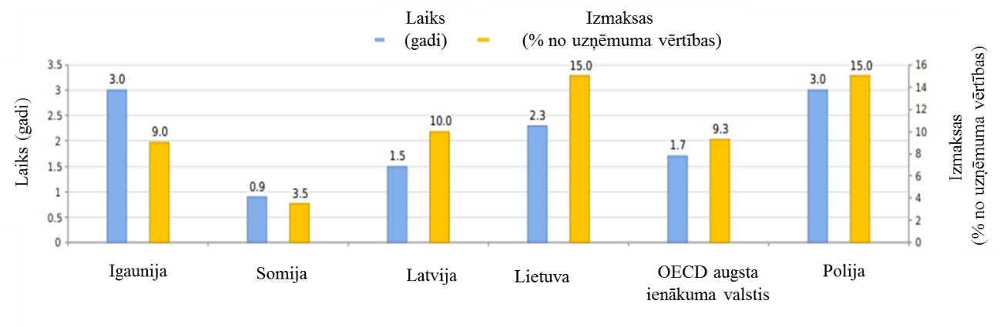 Laiks
(gadi)
Izmaksas
(% no uzņēmuma vērtības)
Laiks (gadi)
3.5
3
2.5
2
1.5
1
0.5
0
3.0
9.0
0.9
3.5
1.5
10.0
2.3
15.0
1.7
9.3
3.0
15.0
16
14
12
10
8
6
4
2
0
Izmaksas
(% no uzņēmuma vērtības)
Igaunija
Somija
Latvija
Lietuva
OECD augsta
ienākuma valstis
Polija